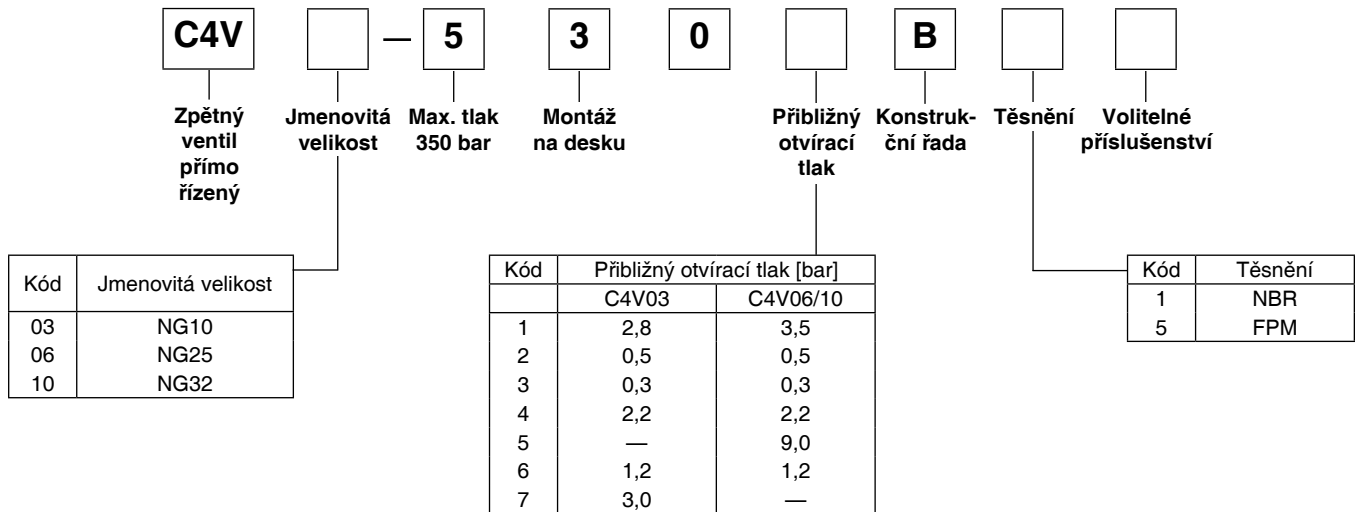 C4V — 5 3 0 B
Zpětný Jmenovitá Max. tlak Montáž Přibližný Konstruk- Těsnění Volitelné
ventil velikost 350 bar na desku otvírací ční řada příslušenství
přímo tlak
řízený
Kód Jmenovitá velikost
03 NG10
06 NG25
10 NG32
Kód Přibližný otvírací tlak [bar]
C4V03 C4V06/10
1 2,8 3,5
2 0,5 0,5
3 0,3 0,3
4 2,2 2,2
5 — 9,0
6 1,2 1,2
7 3,0 —
Kód Těsnění
1 NBR
5 FPM